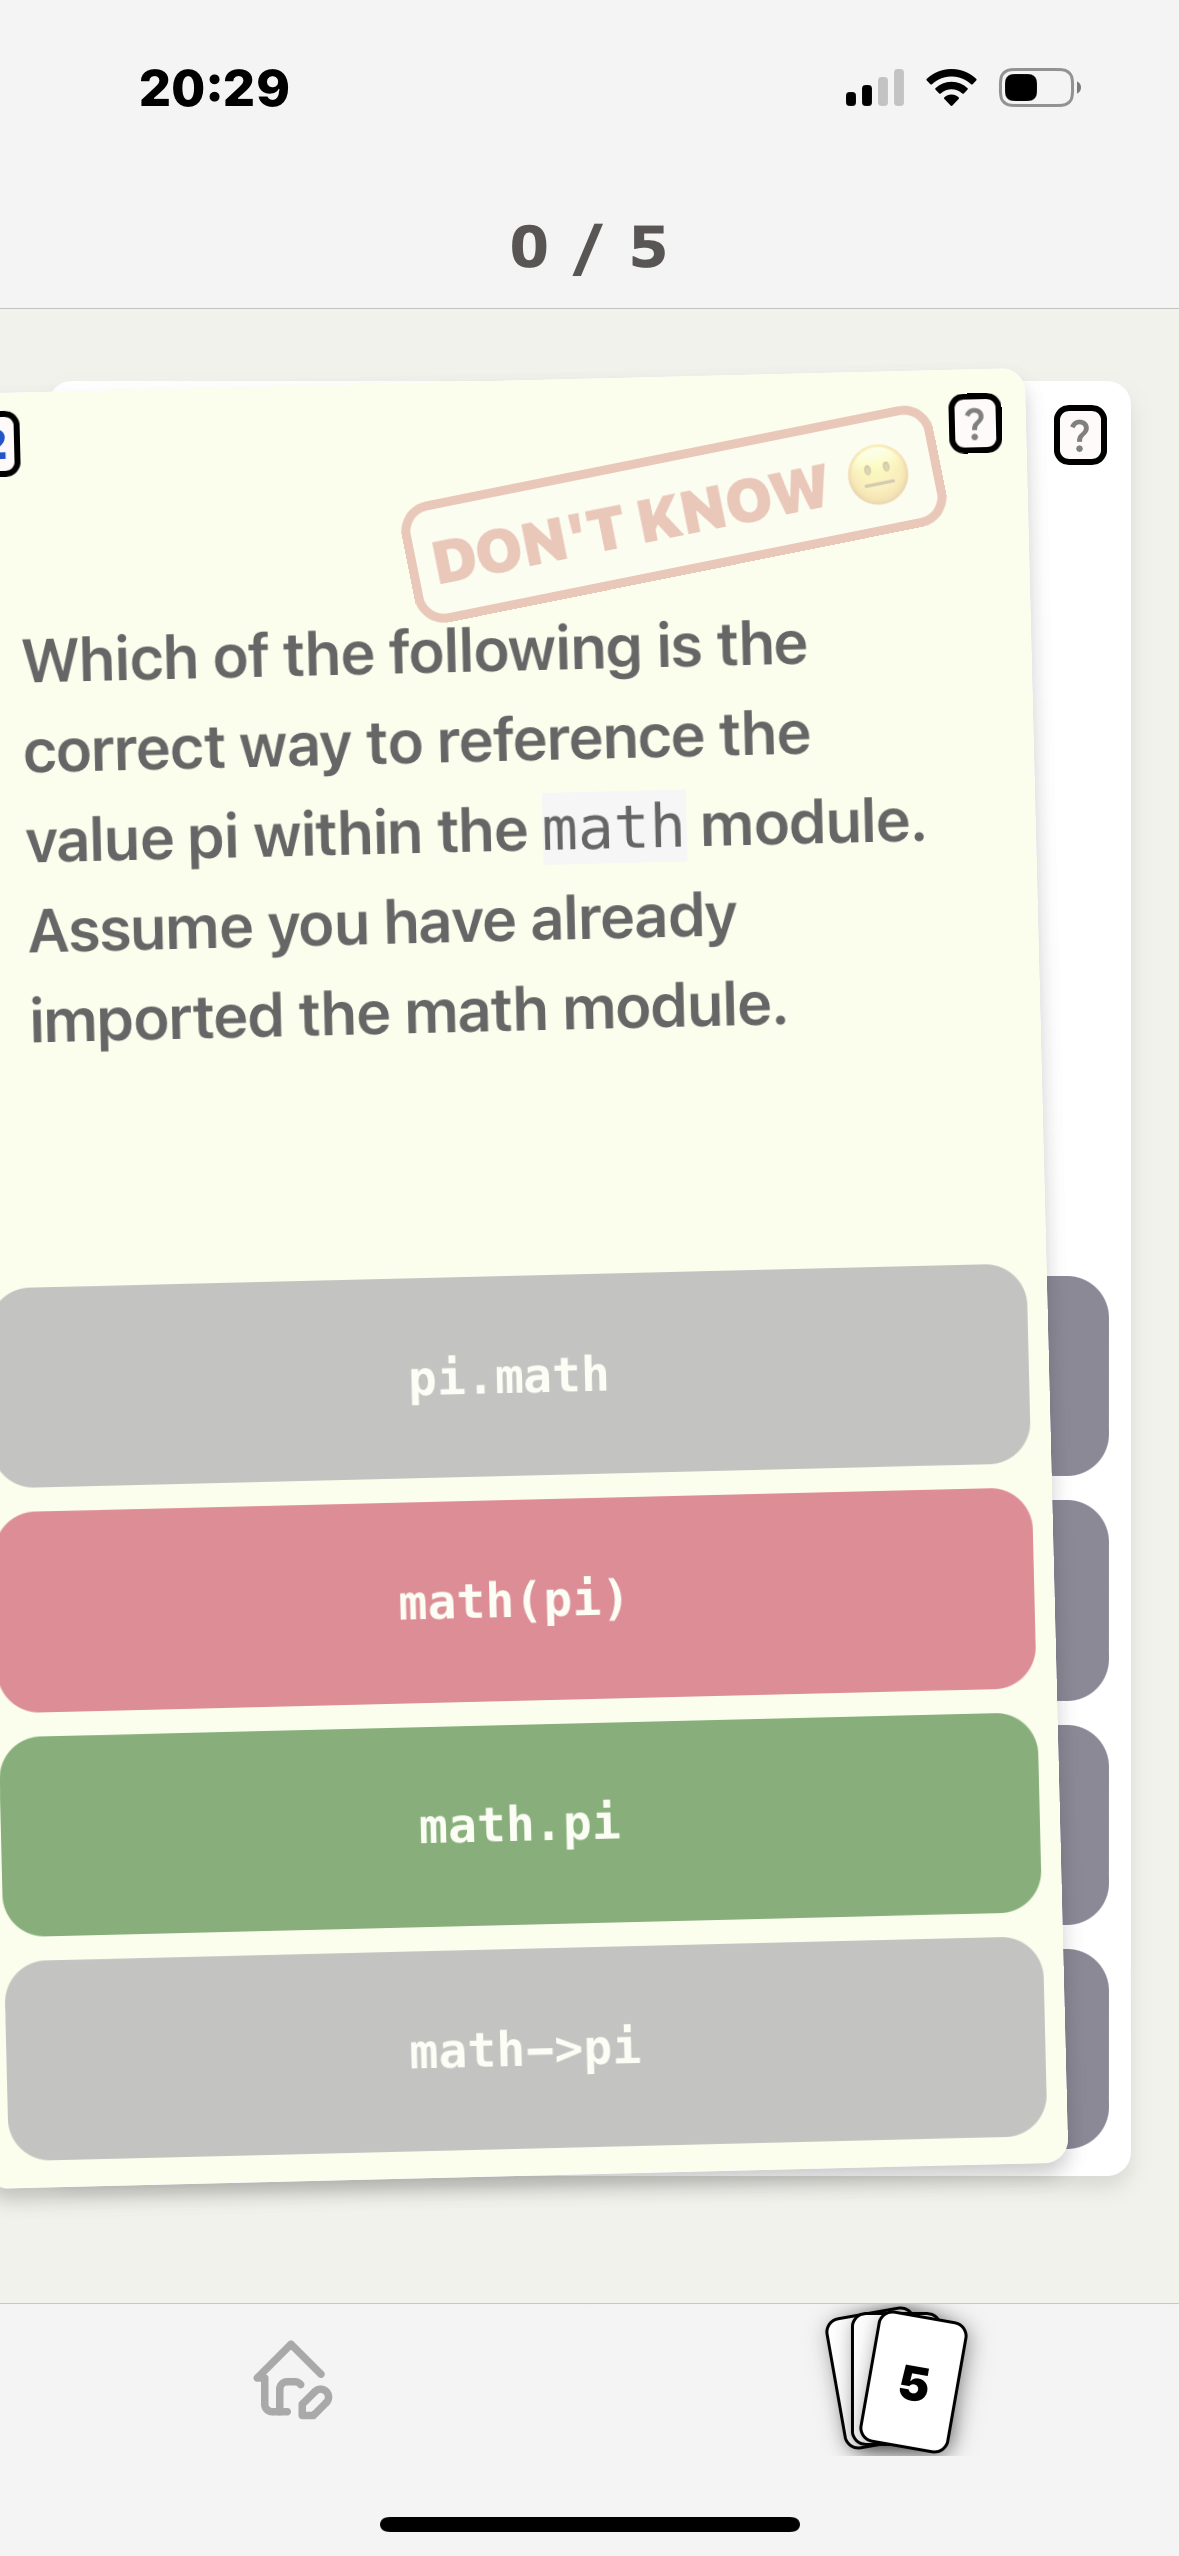 20:29
0 / 5
?
?
DON'T KNOW
Which of the following is the
correct way to reference the
value pi within the math module.
Assume you have already
imported the math module.
pi.math
math(pi)
math.pi
math->pi
5